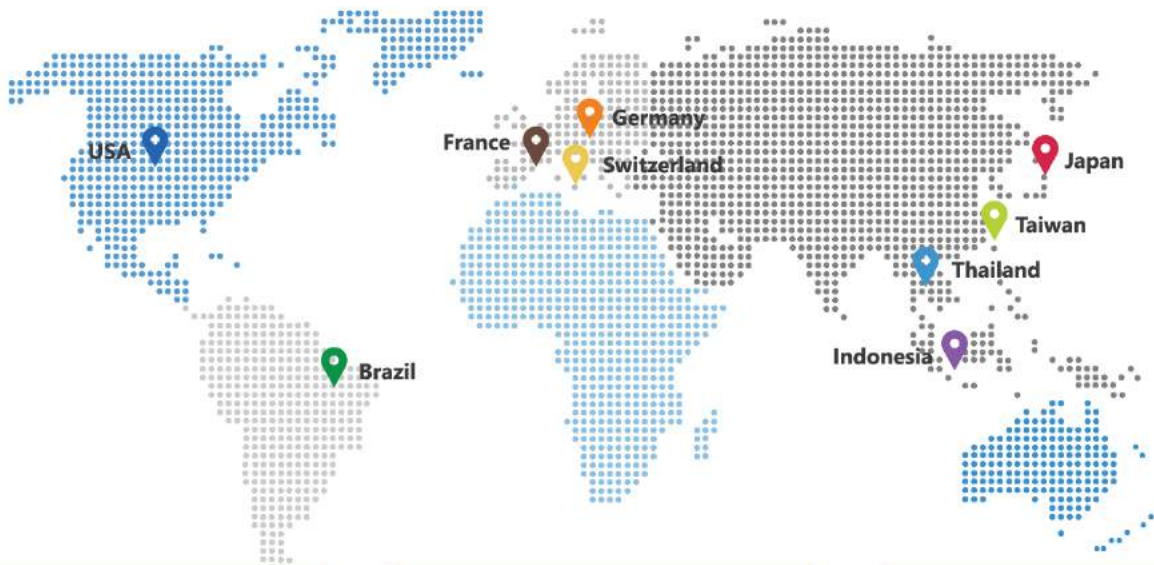 Germany
France
USA
Switzerland
Japan
Taiwan
Thailand
Indonesia
Brazil